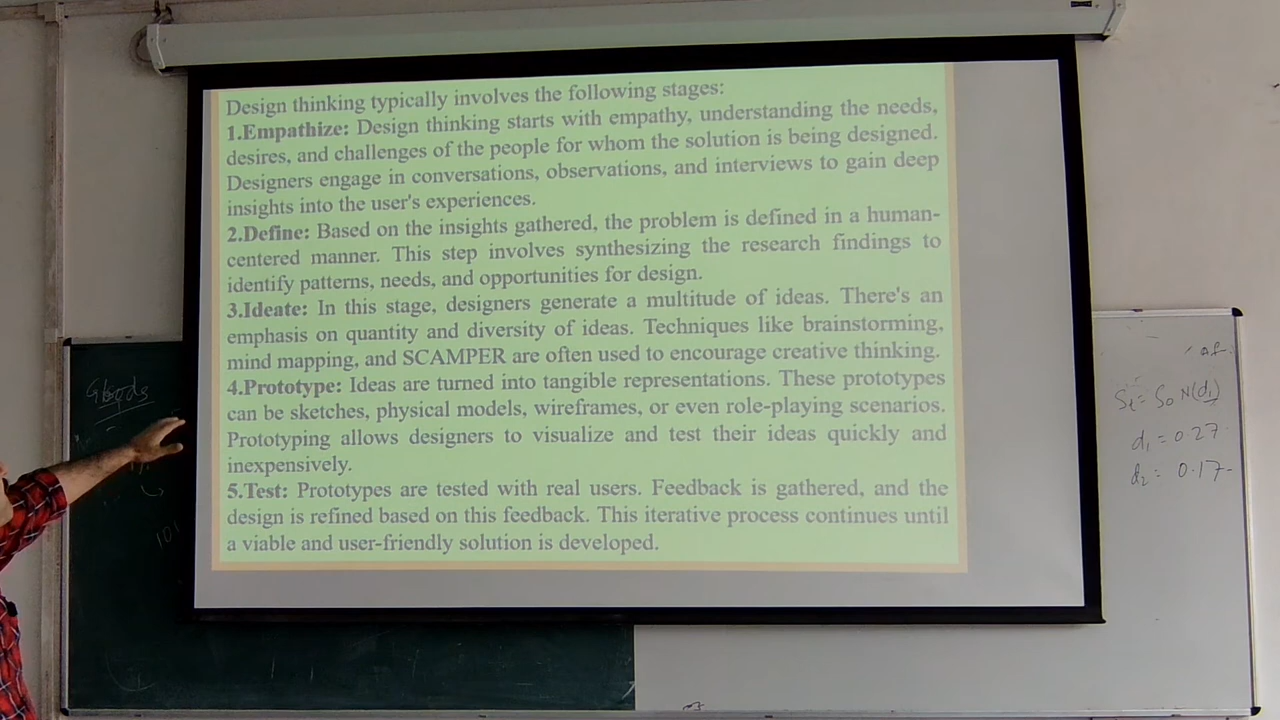 Design thinking typically involves the following stages:
1.Empathize: Design thinking starts with empathy, understanding the needs,
desires, and challenges of the people for whom the solution is being designed.
Designers engage in conversations, observations, and interviews to gain deep
insights into the user's experiences.
2.Define: Based on the insights gathered, the problem is defined in a human-
centered manner. This step involves synthesizing the research findings to
identify patterns, needs, and opportunities for design.
3.Ideate: In this stage, designers generate a multitude of ideas. There's an
emphasis on quantity and diversity of ideas. Techniques like brainstorming,
mind mapping, and SCAMPER are often used to encourage creative thinking.
4.Prototype: Ideas are turned into tangible representations. These prototypes
can be sketches, physical models, wireframes, or even role-playing scenarios.
Prototyping allows designers to visualize and test their ideas quickly and
inexpensively.
5.Test: Prototypes are tested with real users. Feedback is gathered, and the
design is refined based on this feedback. This iterative process continues until
a viable and user-friendly solution is developed.
S₀ N(d₁)
d₁ = 0.27
d₂ = 0.17